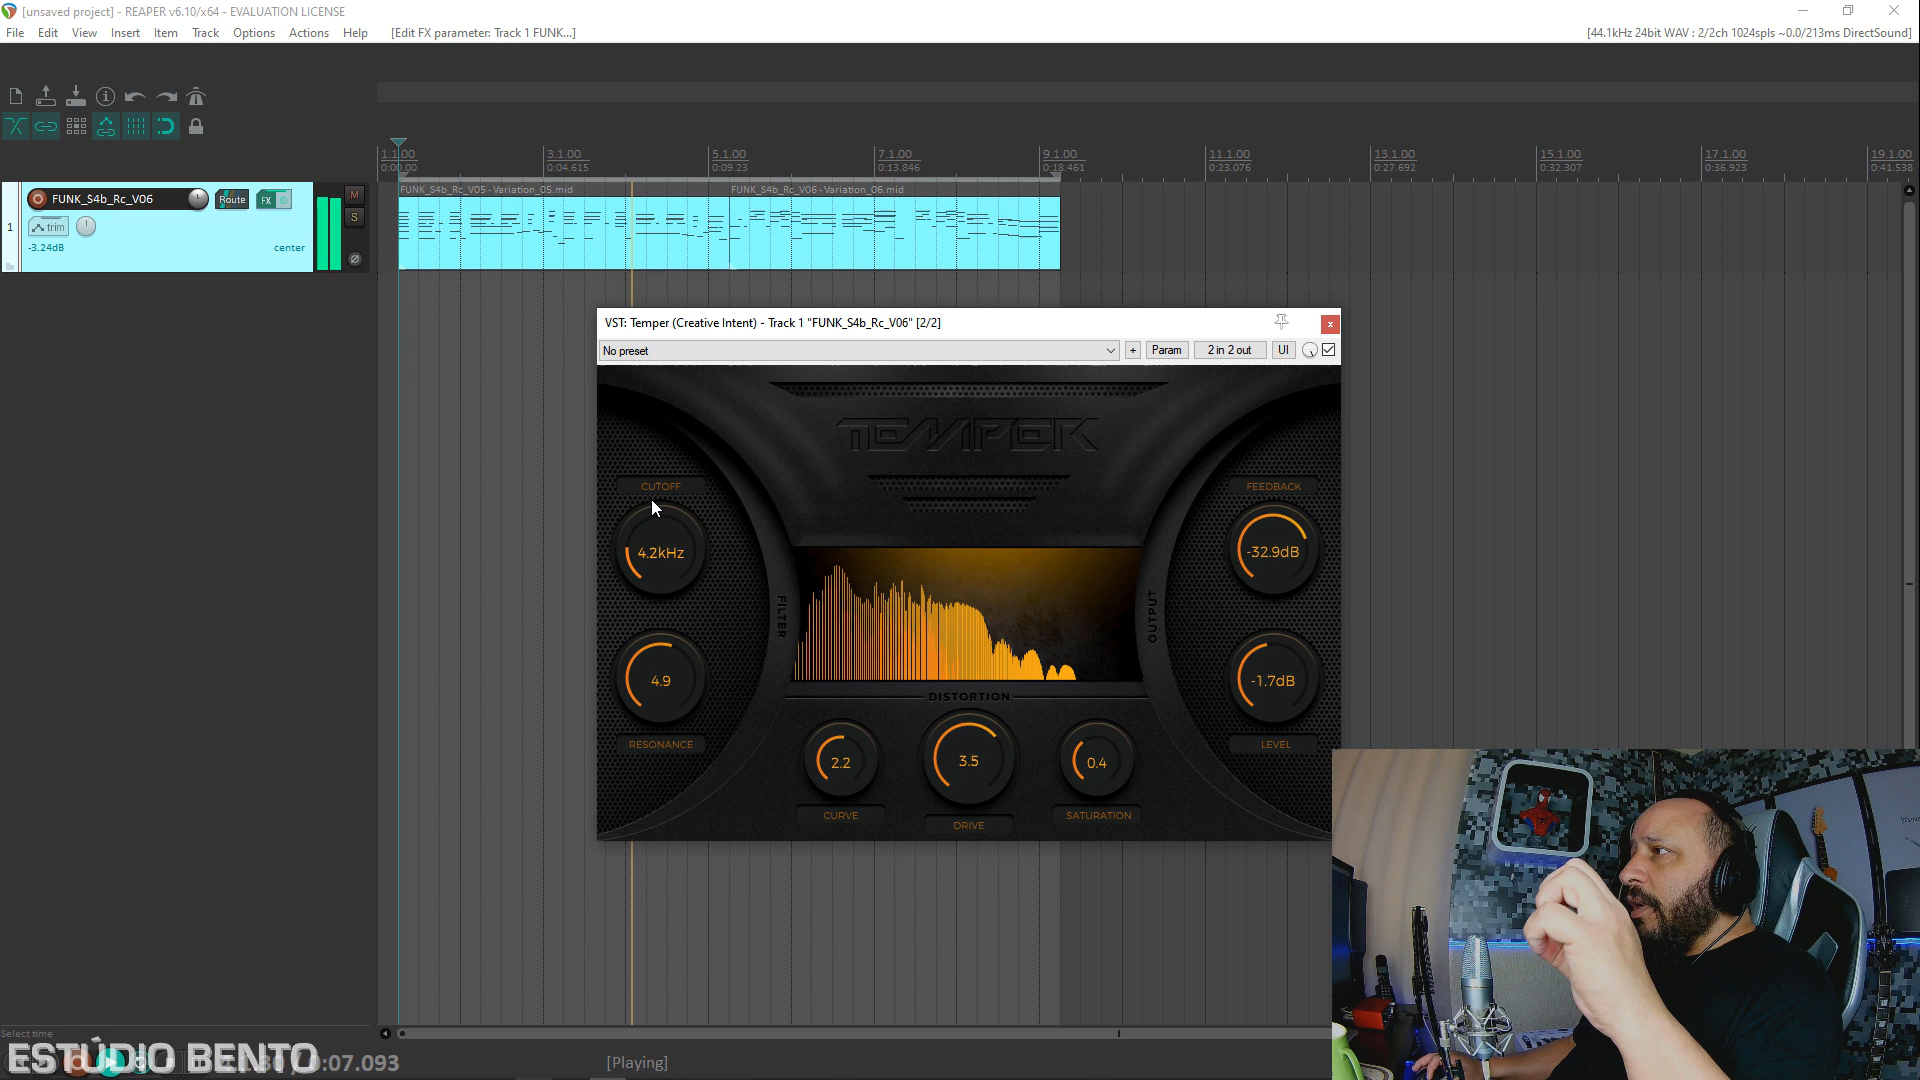 [unsaved project] - REAPER v6.10/x64 - EVALUATION LICENSE
File Edit View Insert Item Track Options Actions Help [Edit FX parameter: Track 1 FUNK...]
[44.1kHz 24bit WAV : 2/2ch 1024spls ~0.0/213ms DirectSound]
1.1.00 3.1.00 5.1.00 7.1.00 9.1.00 11.1.00 13.1.00 15.1.00 17.1.00 19.1.00
0:00.00 0:04.615 0:09.23 0:13.846 0:18.461 0:23.076 0:27.692 0:32.307 0:36.923 0:41.538
FUNK_S4b_Rc_V05 - Variation_05.mid FUNK_S4b_Rc_V06 - Variation_06.mid
1 FUNK_S4b_Rc_V06 Route FX M
trim S
-3.24dB center
VST: Temper (Creative Intent) - Track 1 "FUNK_S4b_Rc_V06" [2/2] x
No preset + Param 2 in 2 out UI
TEMPER
CUTOFF
4.2kHz
FEEDBACK
-32.9dB
FILTER
OUTPUT
4.9
RESONANCE
-1.7dB
LEVEL
DISTORTION
2.2 3.5 0.4
CURVE DRIVE SATURATION
Select time
ESTÚDIO BENTO
0:07.093
[Playing]